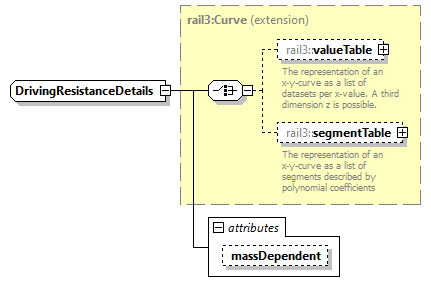 rail3:Curve (extension)
rail3::valueTable
The representation of an
x-y-curve as a list of
datasets per x-value. A third
dimension z is possible.
DrivingResistanceDetails
rail3::segmentTable
The representation of an
x-y-curve as a list of
segments described by
polynomial coefficients
attributes
massDependent